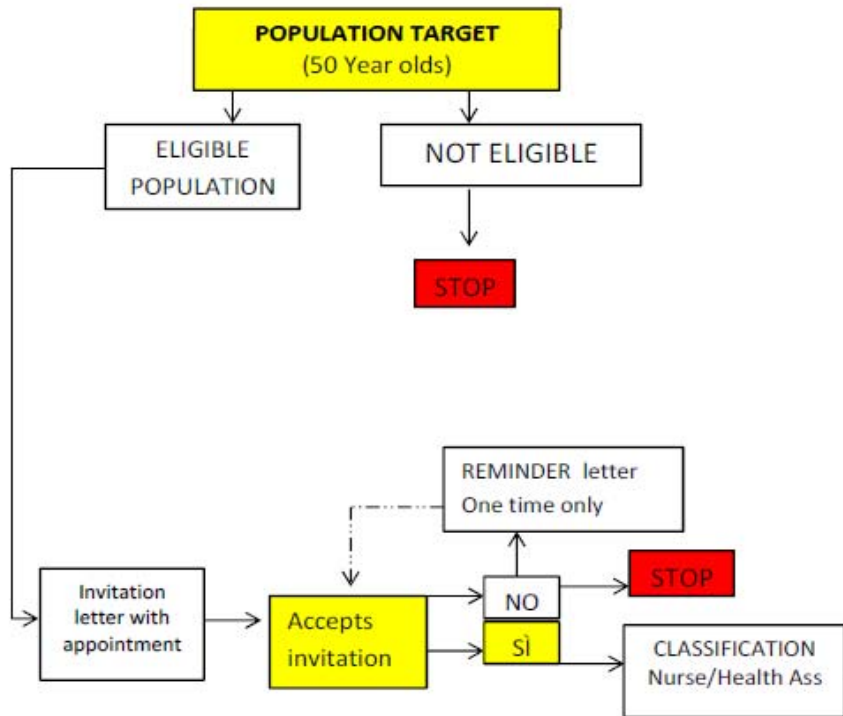 POPULATION TARGET
(50 Year olds)
ELIGIBLE
POPULATION
NOT ELIGIBLE
STOP
REMINDER letter
One time only
Invitation
letter with
appointment
Accepts
invitation
NO
STOP
SÌ
CLASSIFICATION
Nurse/Health Ass